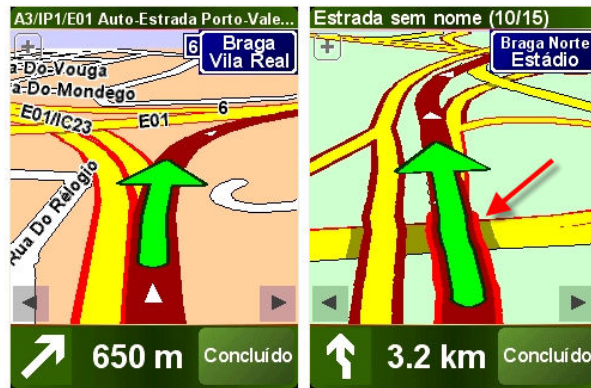 A3/IP1/E01 Auto-Estrada Porto-Vale...
6
Braga
Vila Real
a-Do-Vouga
a-Do-Mondego
E01/IC23
E01
6
Rua Do Relogio
650 m
Concluído
Estrada sem nome (10/15)
Braga Norte
Estádio
3.2 km
Concluído